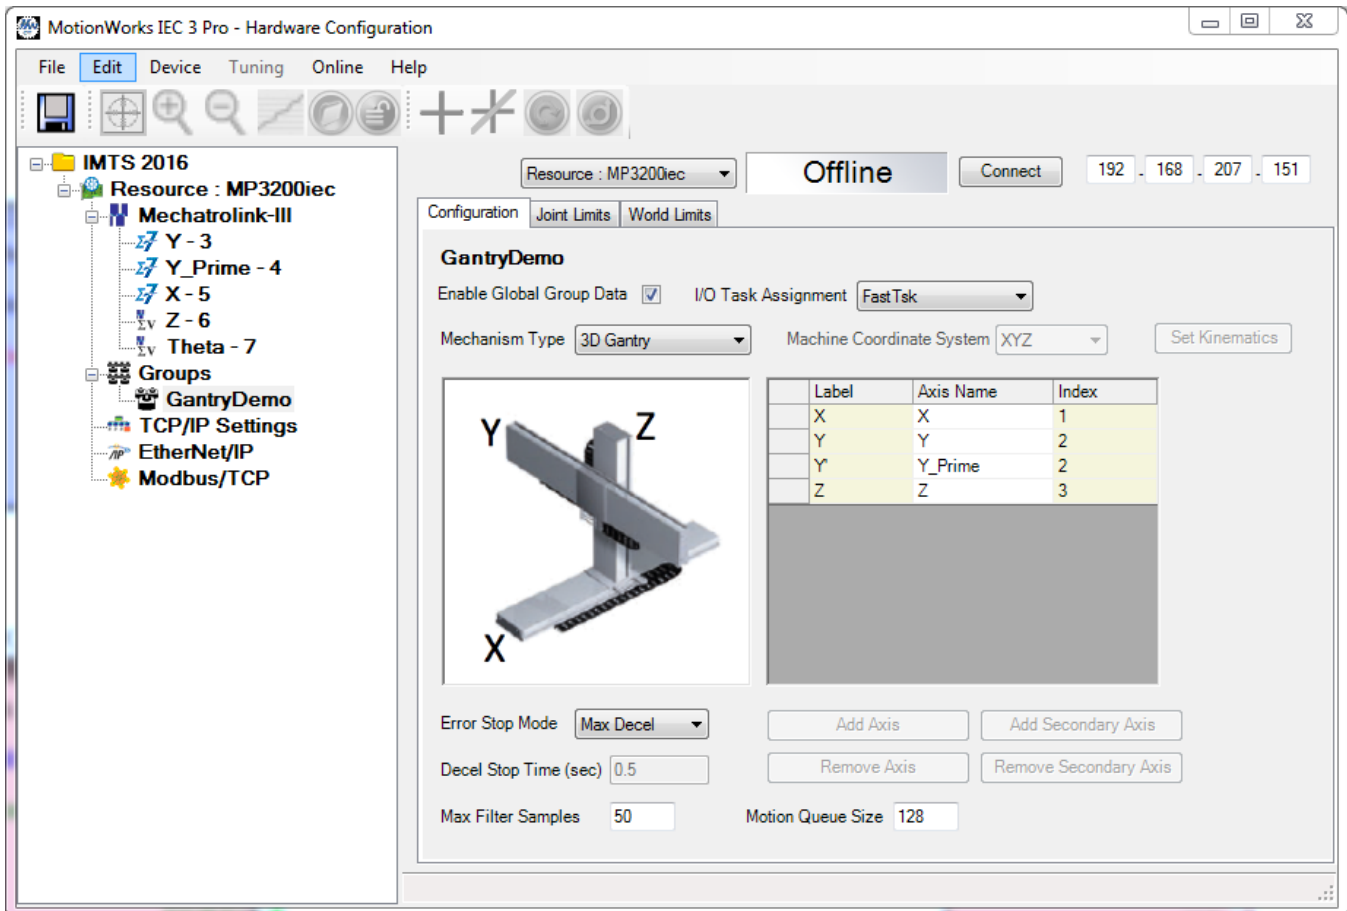 MotionWorks IEC 3 Pro - Hardware Configuration
File Edit Device Tuning Online Help
IMTS 2016
Resource : MP3200iec
Mechatrolink-III
Y - 3
Y_Prime - 4
X - 5
Z - 6
Theta - 7
Groups
GantryDemo
TCP/IP Settings
EtherNet/IP
Modbus/TCP
Resource : MP3200iec Offline Connect 192 . 168 . 207 . 151
Configuration Joint Limits World Limits
GantryDemo
Enable Global Group Data I/O Task Assignment FastTsk
Mechanism Type 3D Gantry Machine Coordinate System XYZ Set Kinematics
Y Z
X
Label Axis Name Index
X X 1
Y Y 2
Y' Y_Prime 2
Z Z 3
Error Stop Mode Max Decel Add Axis Add Secondary Axis
Decel Stop Time (sec) 0.5 Remove Axis Remove Secondary Axis
Max Filter Samples 50 Motion Queue Size 128